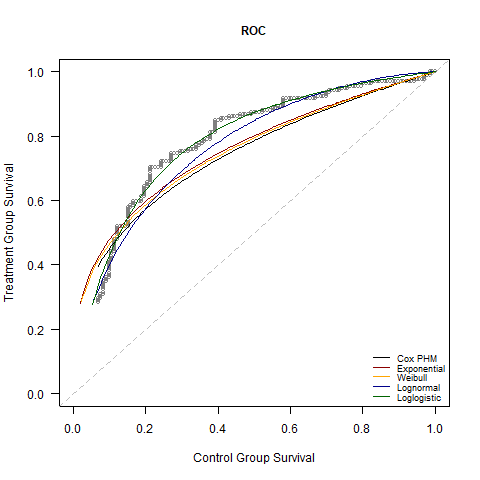 ROC
Treatment Group Survival
1.0
0.8
0.6
0.4
0.2
0.0
Cox PHM
Exponential
Weibull
Lognormal
Loglogistic
0.0 0.2 0.4 0.6 0.8 1.0
Control Group Survival